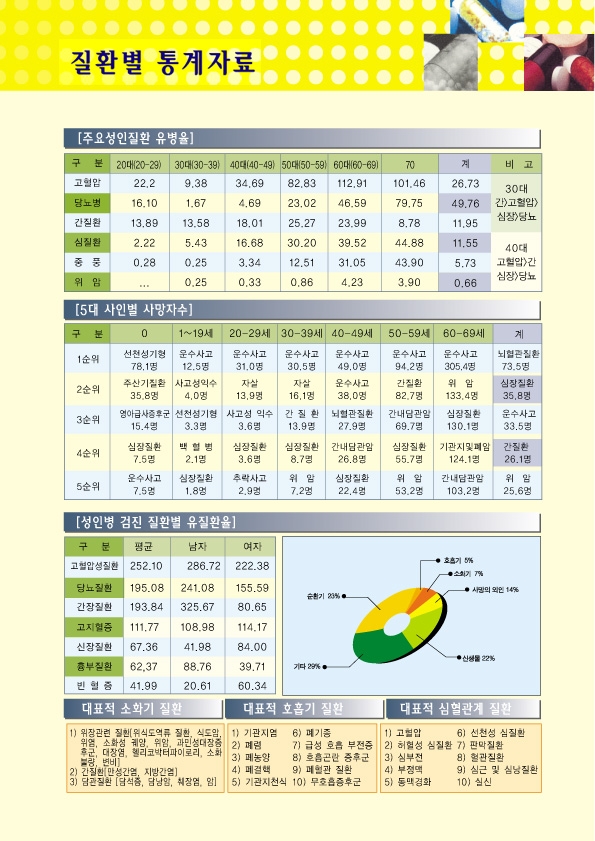 질환별 통계자료
[주요성인질환 유병율]
구 분 20대(20-29) 30대(30-39) 40대(40-49) 50대(50-59) 60대(60-69) 70 계 비 고
고혈압 22.2 9.38 34.69 82.83 112.91 101.46 26.73
당뇨병 16.10 1.67 4.69 23.02 46.59 79.75 49.76
간질환 13.89 13.58 18.01 25.27 23.99 8.78 11.95
심질환 2.22 5.43 16.68 30.20 39.52 44.88 11.55
중 풍 0.28 0.25 3.34 12.51 31.05 43.90 5.73
위 암 ... 0.25 0.33 0.86 4.23 3.90 0.66
30대
간>고혈압>
심장>당뇨
40대
고혈압>간
심장>당뇨
[5대 사인별 사망자수]
구 분 0 1~19세 20-29세 30-39세 40-49세 50-59세 60-69세 계
1순위 선천성기형 운수사고 운수사고 운수사고 운수사고 운수사고 운수사고 뇌혈관질환
78.1명 12.5명 31.0명 30.5명 49.0명 94.2명 305.4명 73.5명
2순위 주산기질환 사고성익수 자살 자살 운수사고 간질환 위 암 심장질환
35.8명 4.0명 13.9명 16.1명 38.0명 82.7명 133.4명 35.8명
3순위 영아급사증후군 선천성기형 사고성 익수 간 질 환 뇌혈관질환 간내담관암 심장질환 운수사고
15.4명 3.3명 3.6명 13.9명 27.9명 69.7명 130.1명 33.5명
4순위 심장질환 백 혈 병 심장질환 심장질환 간내담관암 심장질환 기관지및폐암 간질환
7.5명 2.1명 3.6명 8.7명 26.8명 55.7명 124.1명 26.1명
5순위 운수사고 심장질환 추락사고 위 암 심장질환 위 암 간내담관암 위 암
7.5명 1.8명 2.9명 7.2명 22.4명 53.2명 103.2명 25.6명
[성인병 검진 질환별 유질환율]
구 분 평균 남자 여자
고혈압성질환 252.10 286.72 222.38
당뇨질환 195.08 241.08 155.59
간장질환 193.84 325.67 80.65
고지혈증 111.77 108.98 114.17
신장질환 67.36 41.98 84.00
흉부질환 62.37 88.76 39.71
빈 혈 증 41.99 20.61 60.34
호흡기 5%
소화기 7%
사망의 외인 14%
순환기 23%
신생물 22%
기타 29%
대표적 소화기 질환
1) 위장관련 질환[위식도역류 질환, 식도암,
위염, 소화성 궤양, 위암, 과민성대장증
후군, 대장염, 헬리코박터파이로리, 소화
불량, 변비]
2) 간질환[만성간염, 지방간염]
3) 담관질환 [담석증, 담낭암, 췌장염, 암]
대표적 호흡기 질환
1) 기관지염 6) 폐기종
2) 폐렴 7) 급성 호흡 부전증
3) 폐농양 8) 호흡곤란 증후군
4) 폐결핵 9) 폐혈관 질환
5) 기관지천식 10) 무호흡증후군
대표적 심혈관계 질환
1) 고혈압 6) 선천성 심질환
2) 허혈성 심질환 7) 판막질환
3) 심부전 8) 혈관질환
4) 부정맥 9) 심근 및 심낭질환
5) 동맥경화 10) 실신